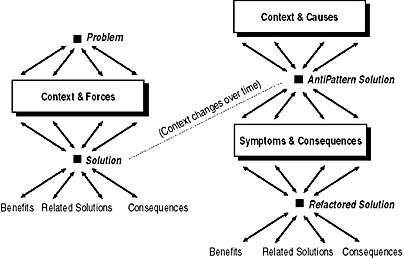 Problem
Context & Forces
Solution
Benefits Related Solutions Consequences
(Context changes over time)
Context & Causes
AntiPattern Solution
Symptoms & Consequences
Refactored Solution
Benefits Related Solutions Consequences